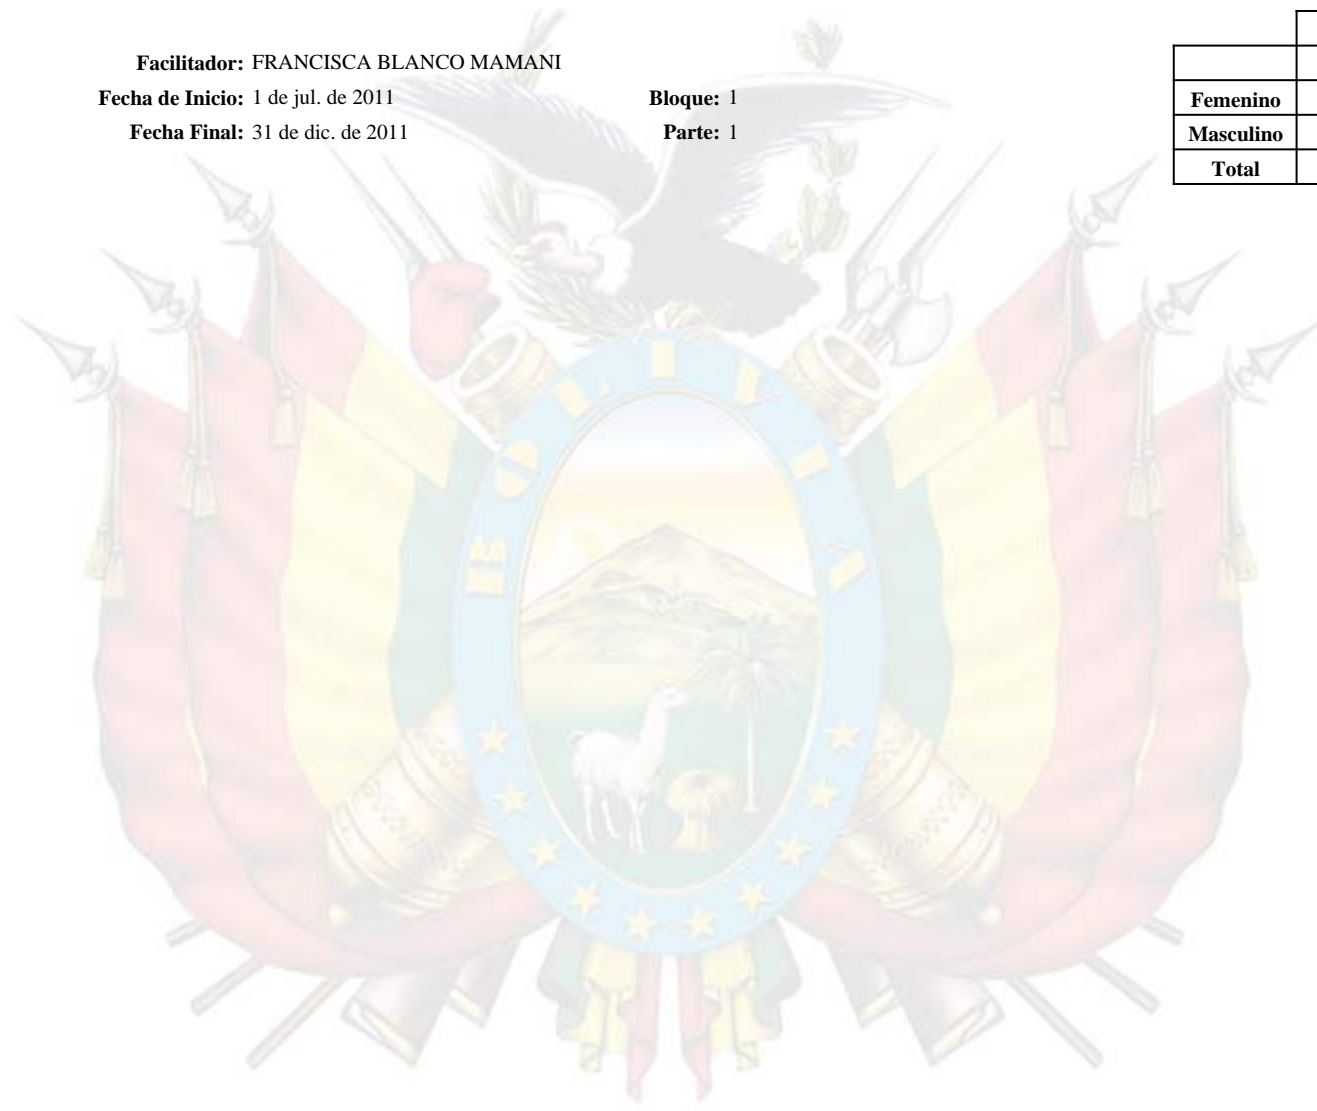 Facilitador: FRANCISCA BLANCO MAMANI
Fecha de Inicio: 1 de jul. de 2011 Bloque: 1
Fecha Final: 31 de dic. de 2011 Parte: 1
Femenino
Masculino
Total
BOLIVIA